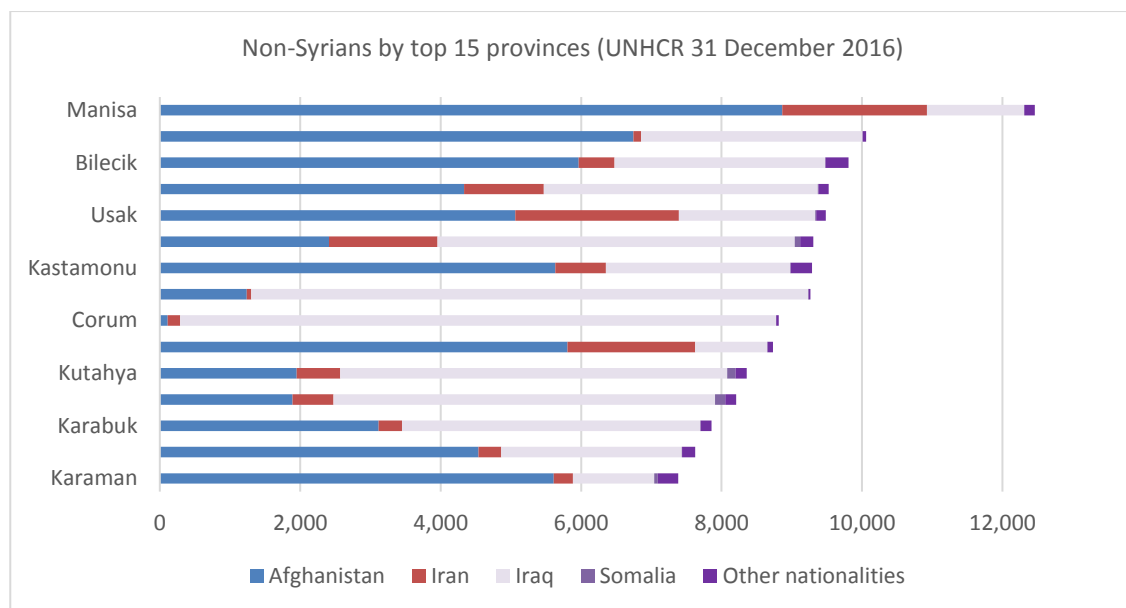 Non-Syrians by top 15 provinces (UNHCR 31 December 2016)
Manisa
Bilecik
Usak
Kastamonu
Corum
Kutahya
Karabuk
Karaman
0 2,000 4,000 6,000 8,000 10,000 12,000
Afghanistan Iran Iraq Somalia Other nationalities